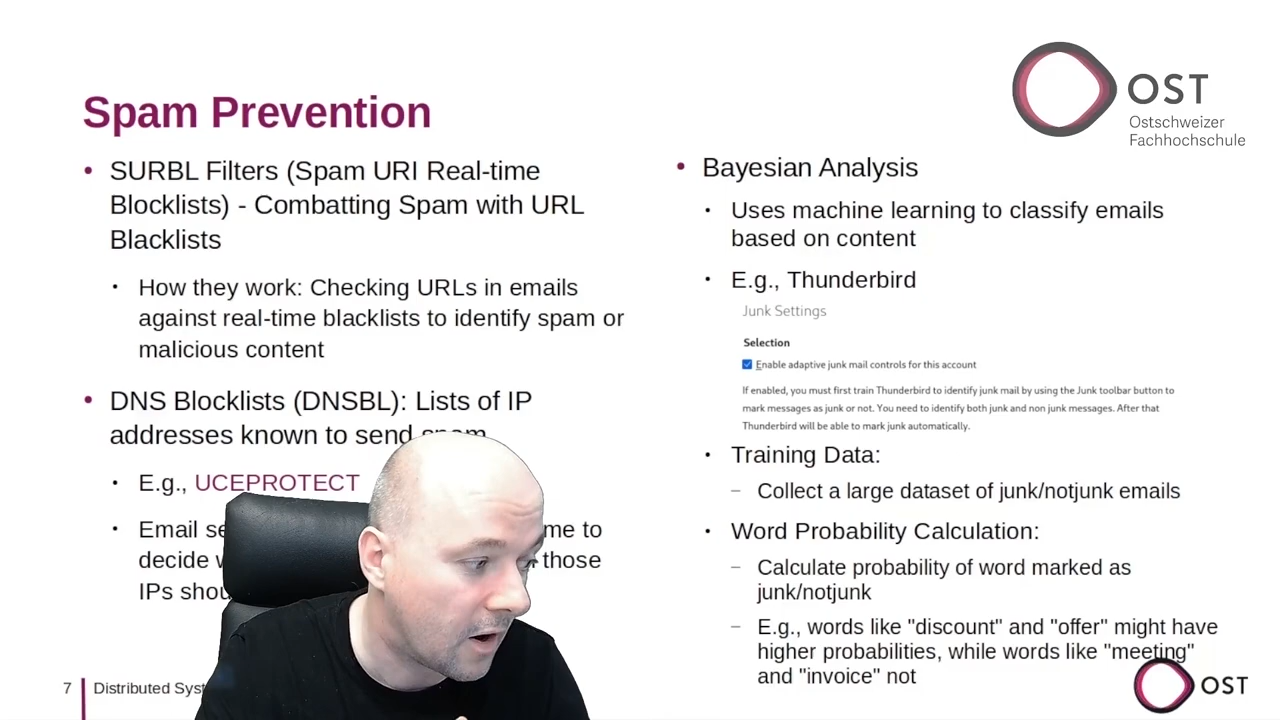 OST
Ostschweizer
Fachhochschule
Spam Prevention
• SURBL Filters (Spam URI Real-time
Blocklists) - Combatting Spam with URL
Blacklists
• How they work: Checking URLs in emails
against real-time blacklists to identify spam or
malicious content
• DNS Blocklists (DNSBL): Lists of IP
addresses known to send spam
• E.g., UCEPROTECT
• Email
decide
IPs
me to
those
• Bayesian Analysis
• Uses machine learning to classify emails
based on content
• E.g., Thunderbird
Junk Settings
Selection
Enable adaptive junk mail controls for this account
If enabled, you must first train Thunderbird to identify junk mail by using the Junk toolbar button to
mark messages as junk or not. You need to identify both junk and non junk messages. After that
Thunderbird will be able to mark junk automatically.
• Training Data:
– Collect a large dataset of junk/notjunk emails
• Word Probability Calculation:
– Calculate probability of word marked as
junk/notjunk
– E.g., words like "discount" and "offer" might have
higher probabilities, while words like "meeting"
and "invoice" not
7 Distributed
OST